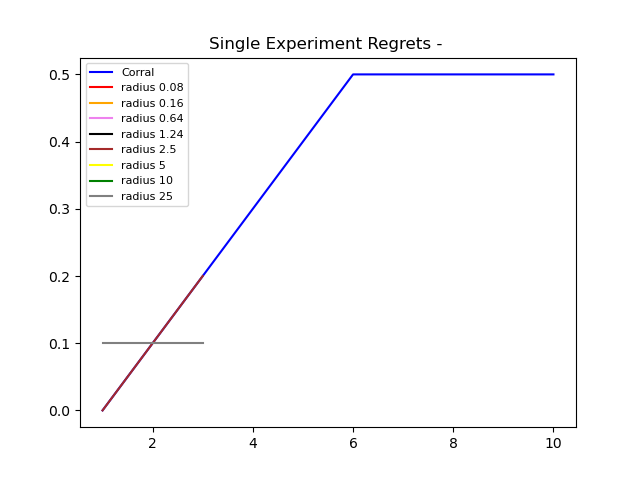 Single Experiment Regrets -
Corral
radius 0.08
radius 0.16
radius 0.64
radius 1.24
radius 2.5
radius 5
radius 10
radius 25
0.5
0.4
0.3
0.2
0.1
0.0
2 4 6 8 10